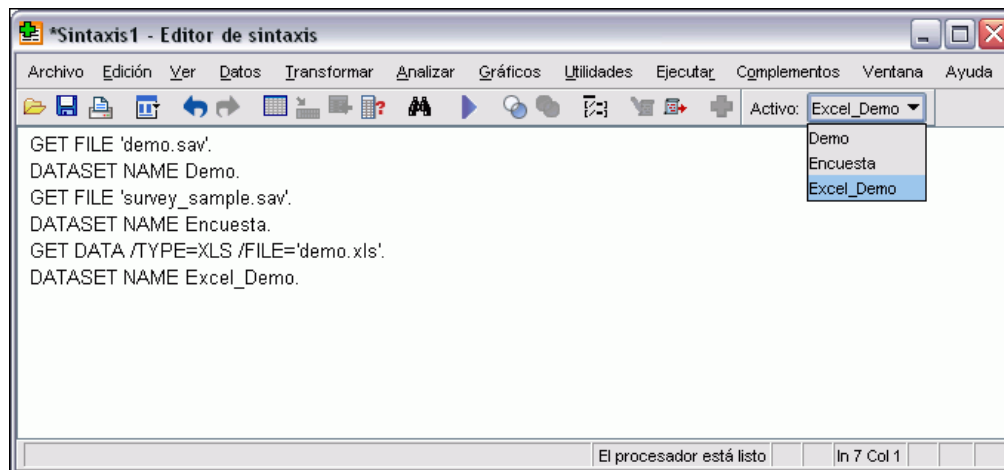 *Sintaxis1 - Editor de sintaxis
Archivo Edición Ver Datos Transformar Analizar Gráficos Utilidades Ejecutar Complementos Ventana Ayuda
Activo: Excel_Demo
Demo
Encuesta
Excel_Demo
GET FILE 'demo.sav'.
DATASET NAME Demo.
GET FILE 'survey_sample.sav'.
DATASET NAME Encuesta.
GET DATA /TYPE=XLS /FILE='demo.xls'.
DATASET NAME Excel_Demo.
El procesador está listo In 7 Col 1